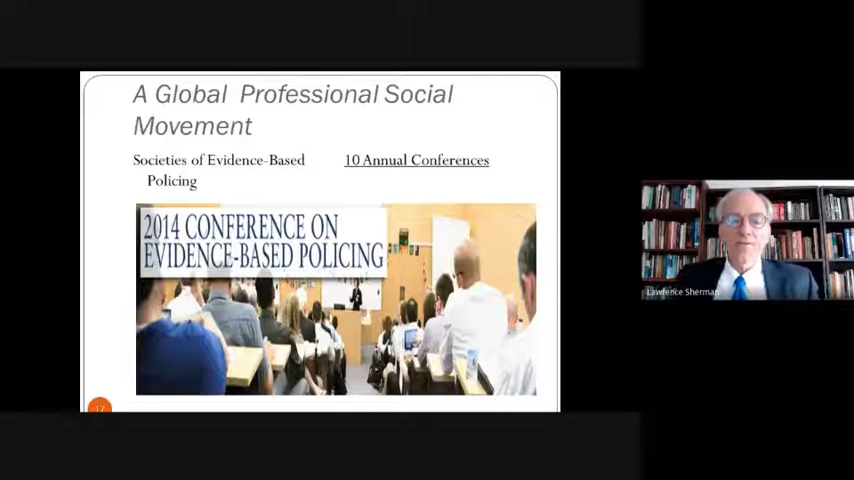 A Global Professional Social
Movement
Societies of Evidence-Based
Policing
10 Annual Conferences
2014 CONFERENCE ON
EVIDENCE-BASED POLICING
17
Lawrence Sherman